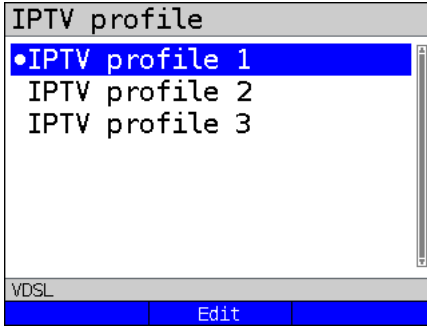 IPTV profile
•IPTV profile 1
IPTV profile 2
IPTV profile 3
VDSL
Edit